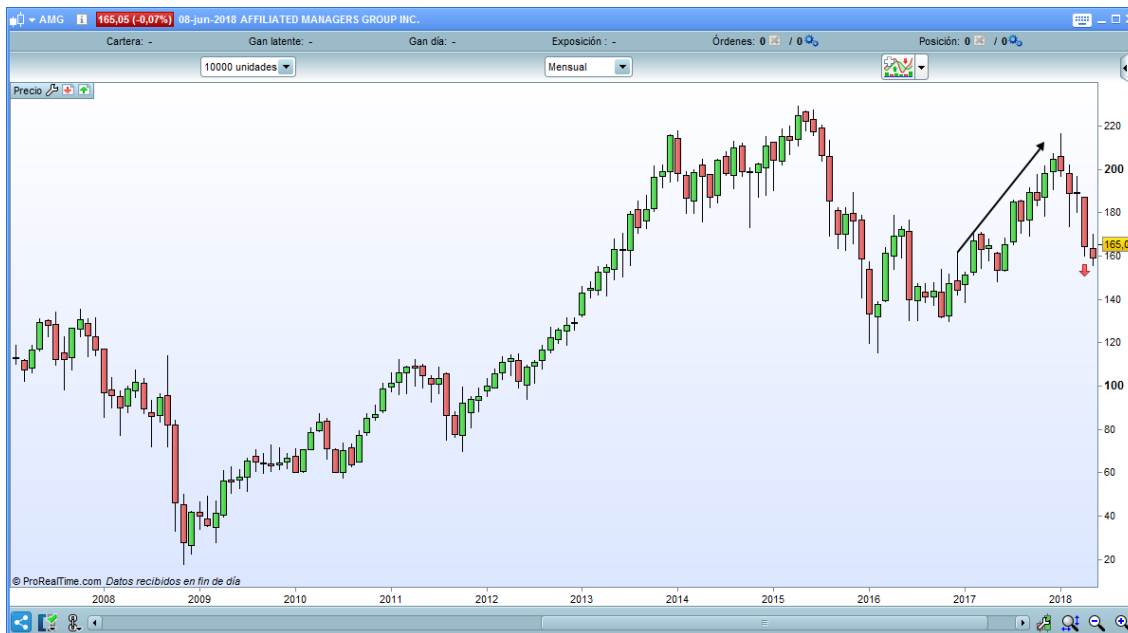 AMG 165,05 (-0,07%) 08-jun-2018 AFFILIATED MANAGERS GROUP INC.
Cartera: - Gan latente: - Gan día: - Exposición : - Órdenes: 0 / 0 Posición: 0 / 0
10000 unidades Mensual
Precio
220
200
180
165,0
160
140
120
100
80
60
40
20
© ProRealTime.com Datos recibidos en fin de día
2008 2009 2010 2011 2012 2013 2014 2015 2016 2017 2018